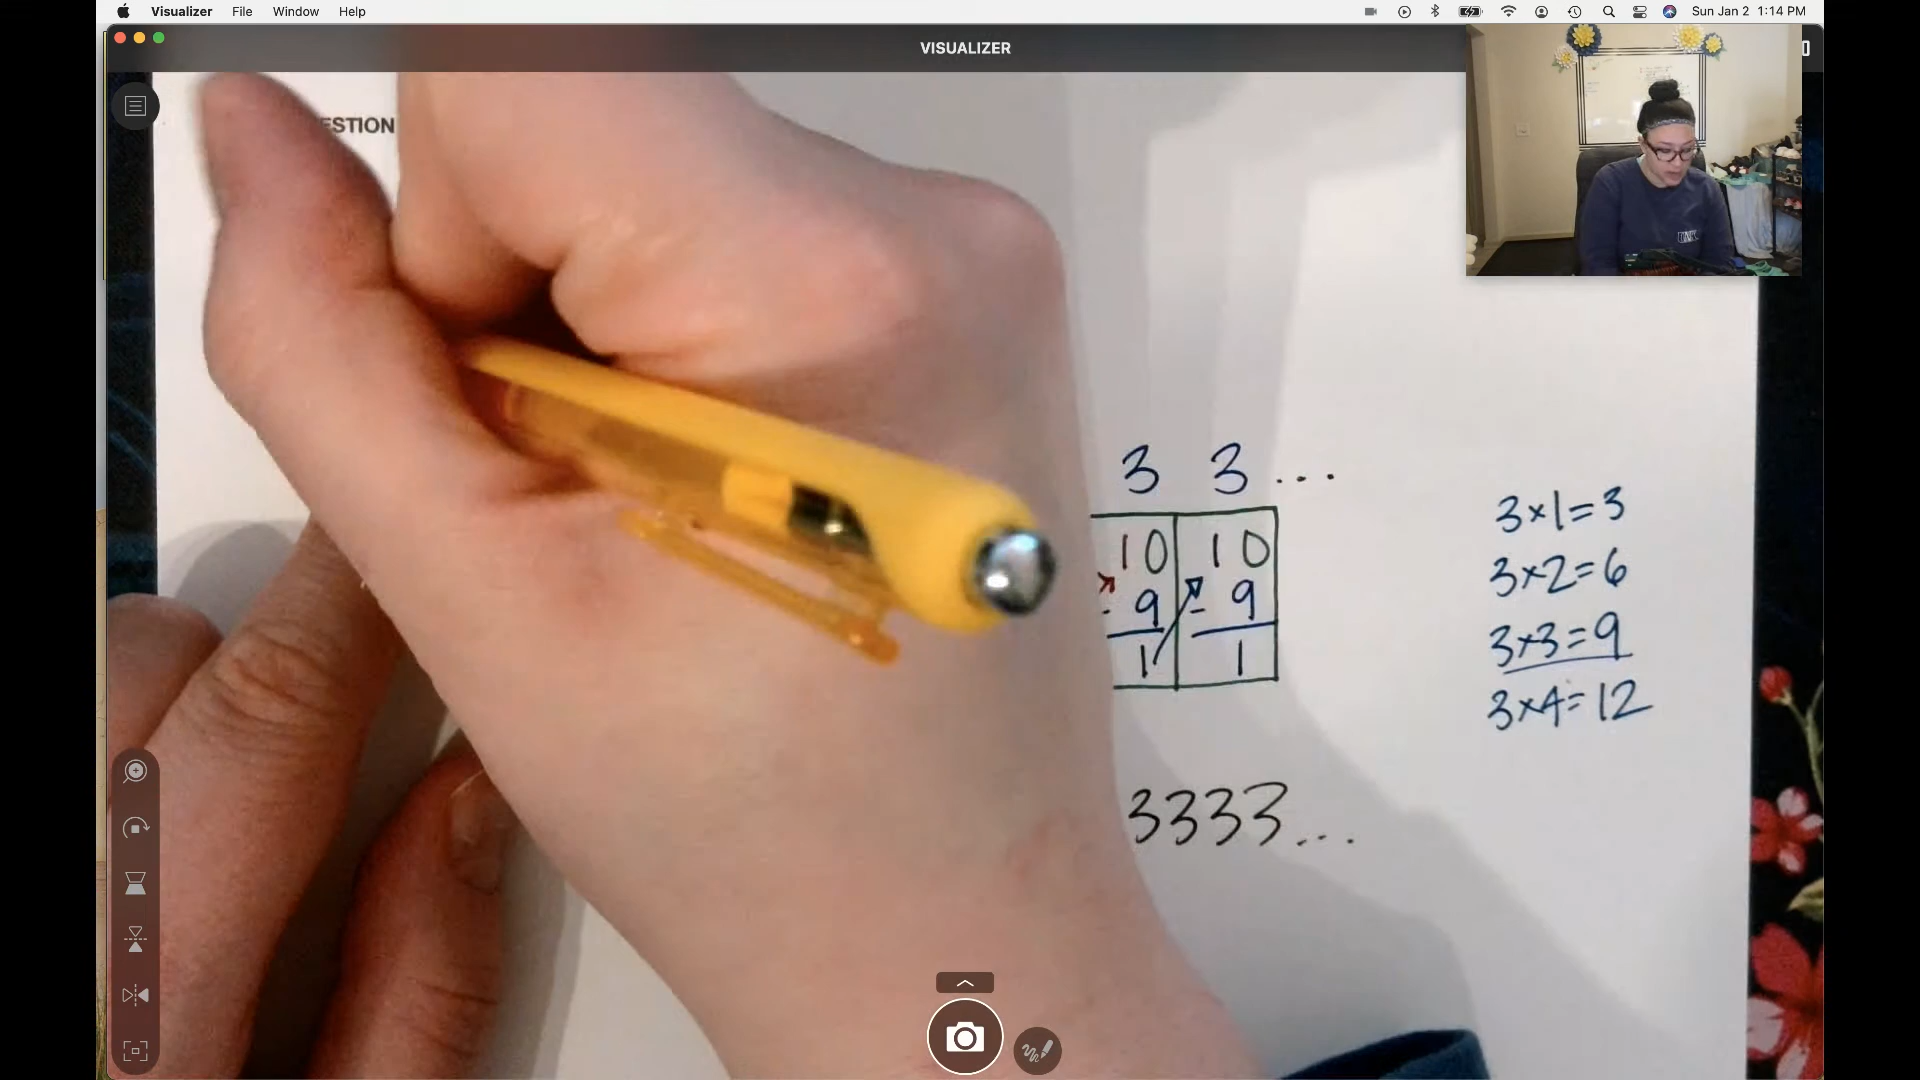 Visualizer File Window Help Sun Jan 2 1:14 PM
VISUALIZER
ESTION
3 3 ...
10 10
- 9 - 9
1 1
3×1=3
3×2=6
3×3=9
3×4=12
3333...